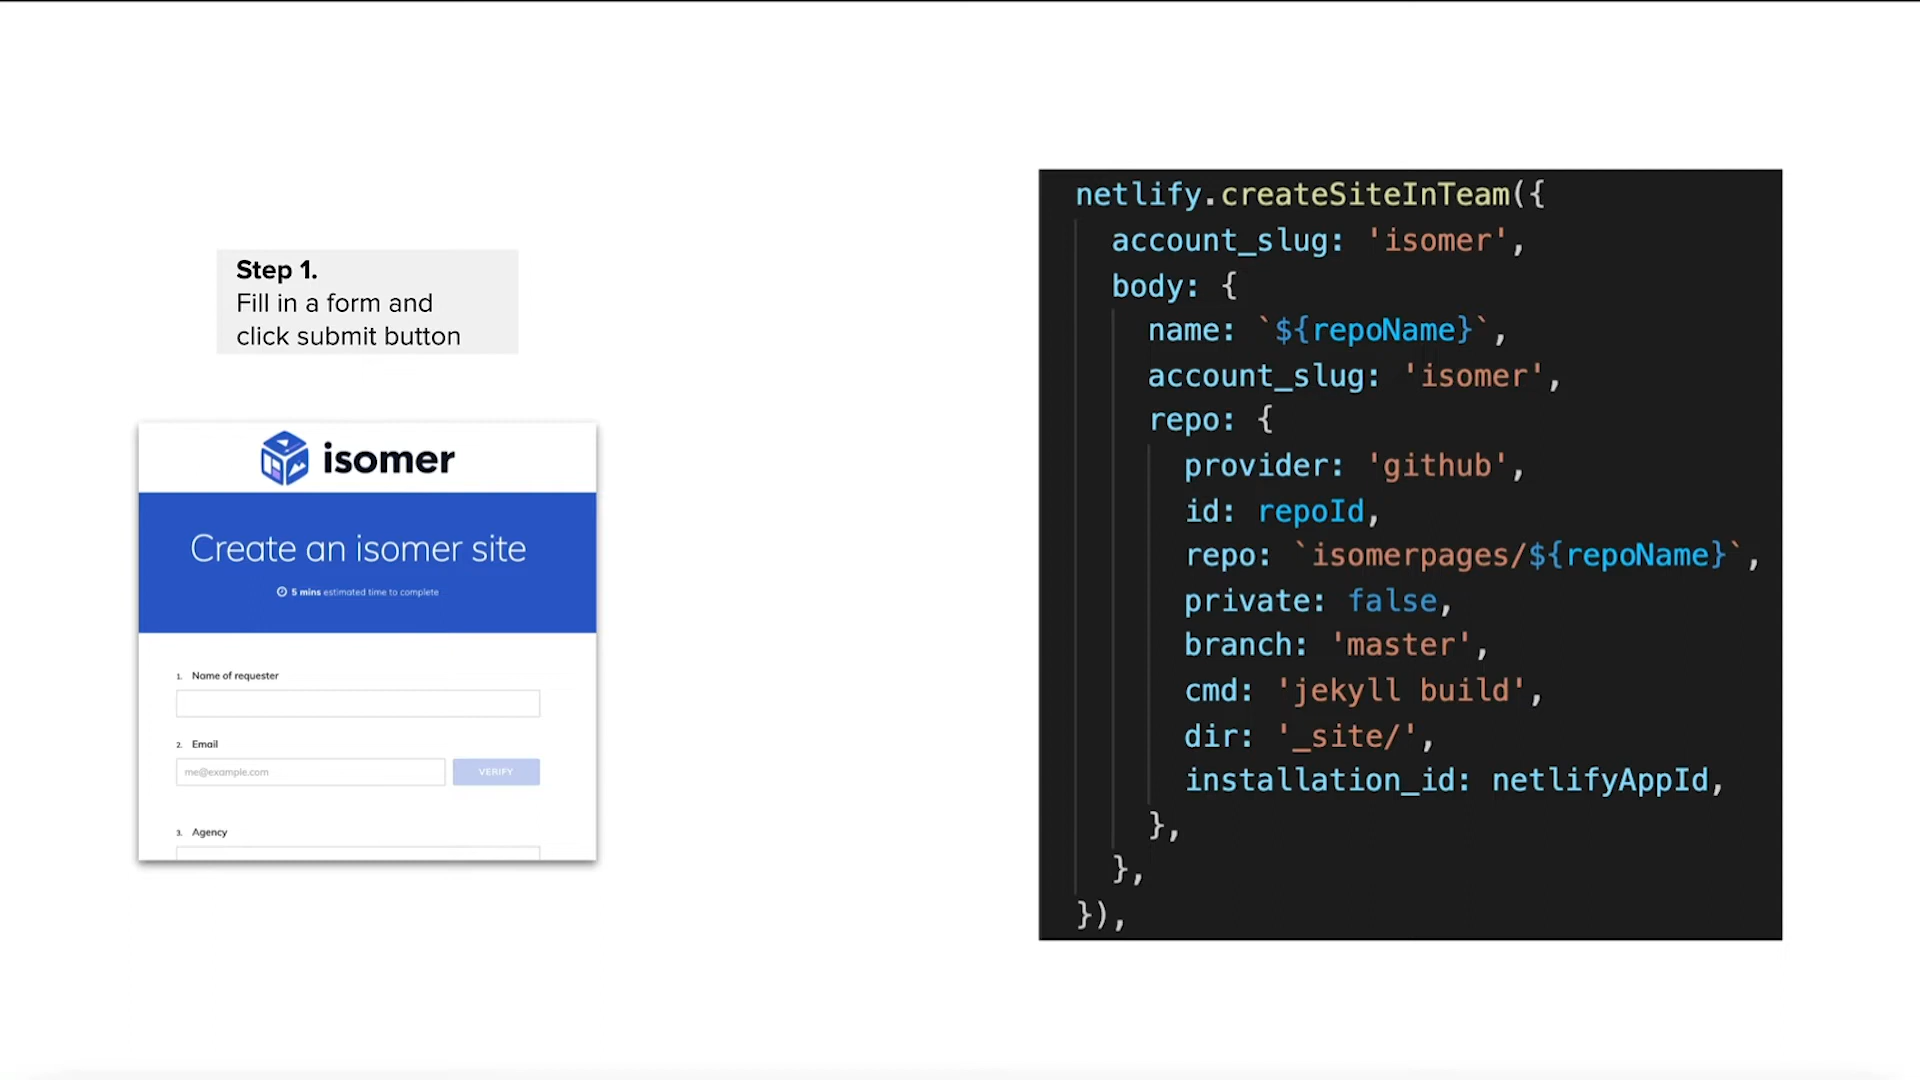 Step 1.
Fill in a form and
click submit button
isomer
Create an isomer site
5 mins estimated time to complete
1. Name of requester
2. Email
me@example.com
VERIFY
3. Agency
netlify.createSiteInTeam({
account_slug: 'isomer',
body: {
name: `${repoName}`,
account_slug: 'isomer',
repo: {
provider: 'github',
id: repoId,
repo: `isomerpages/${repoName}`,
private: false,
branch: 'master',
cmd: 'jekyll build',
dir: '_site/',
installation_id: netlifyAppId,
},
},
}),